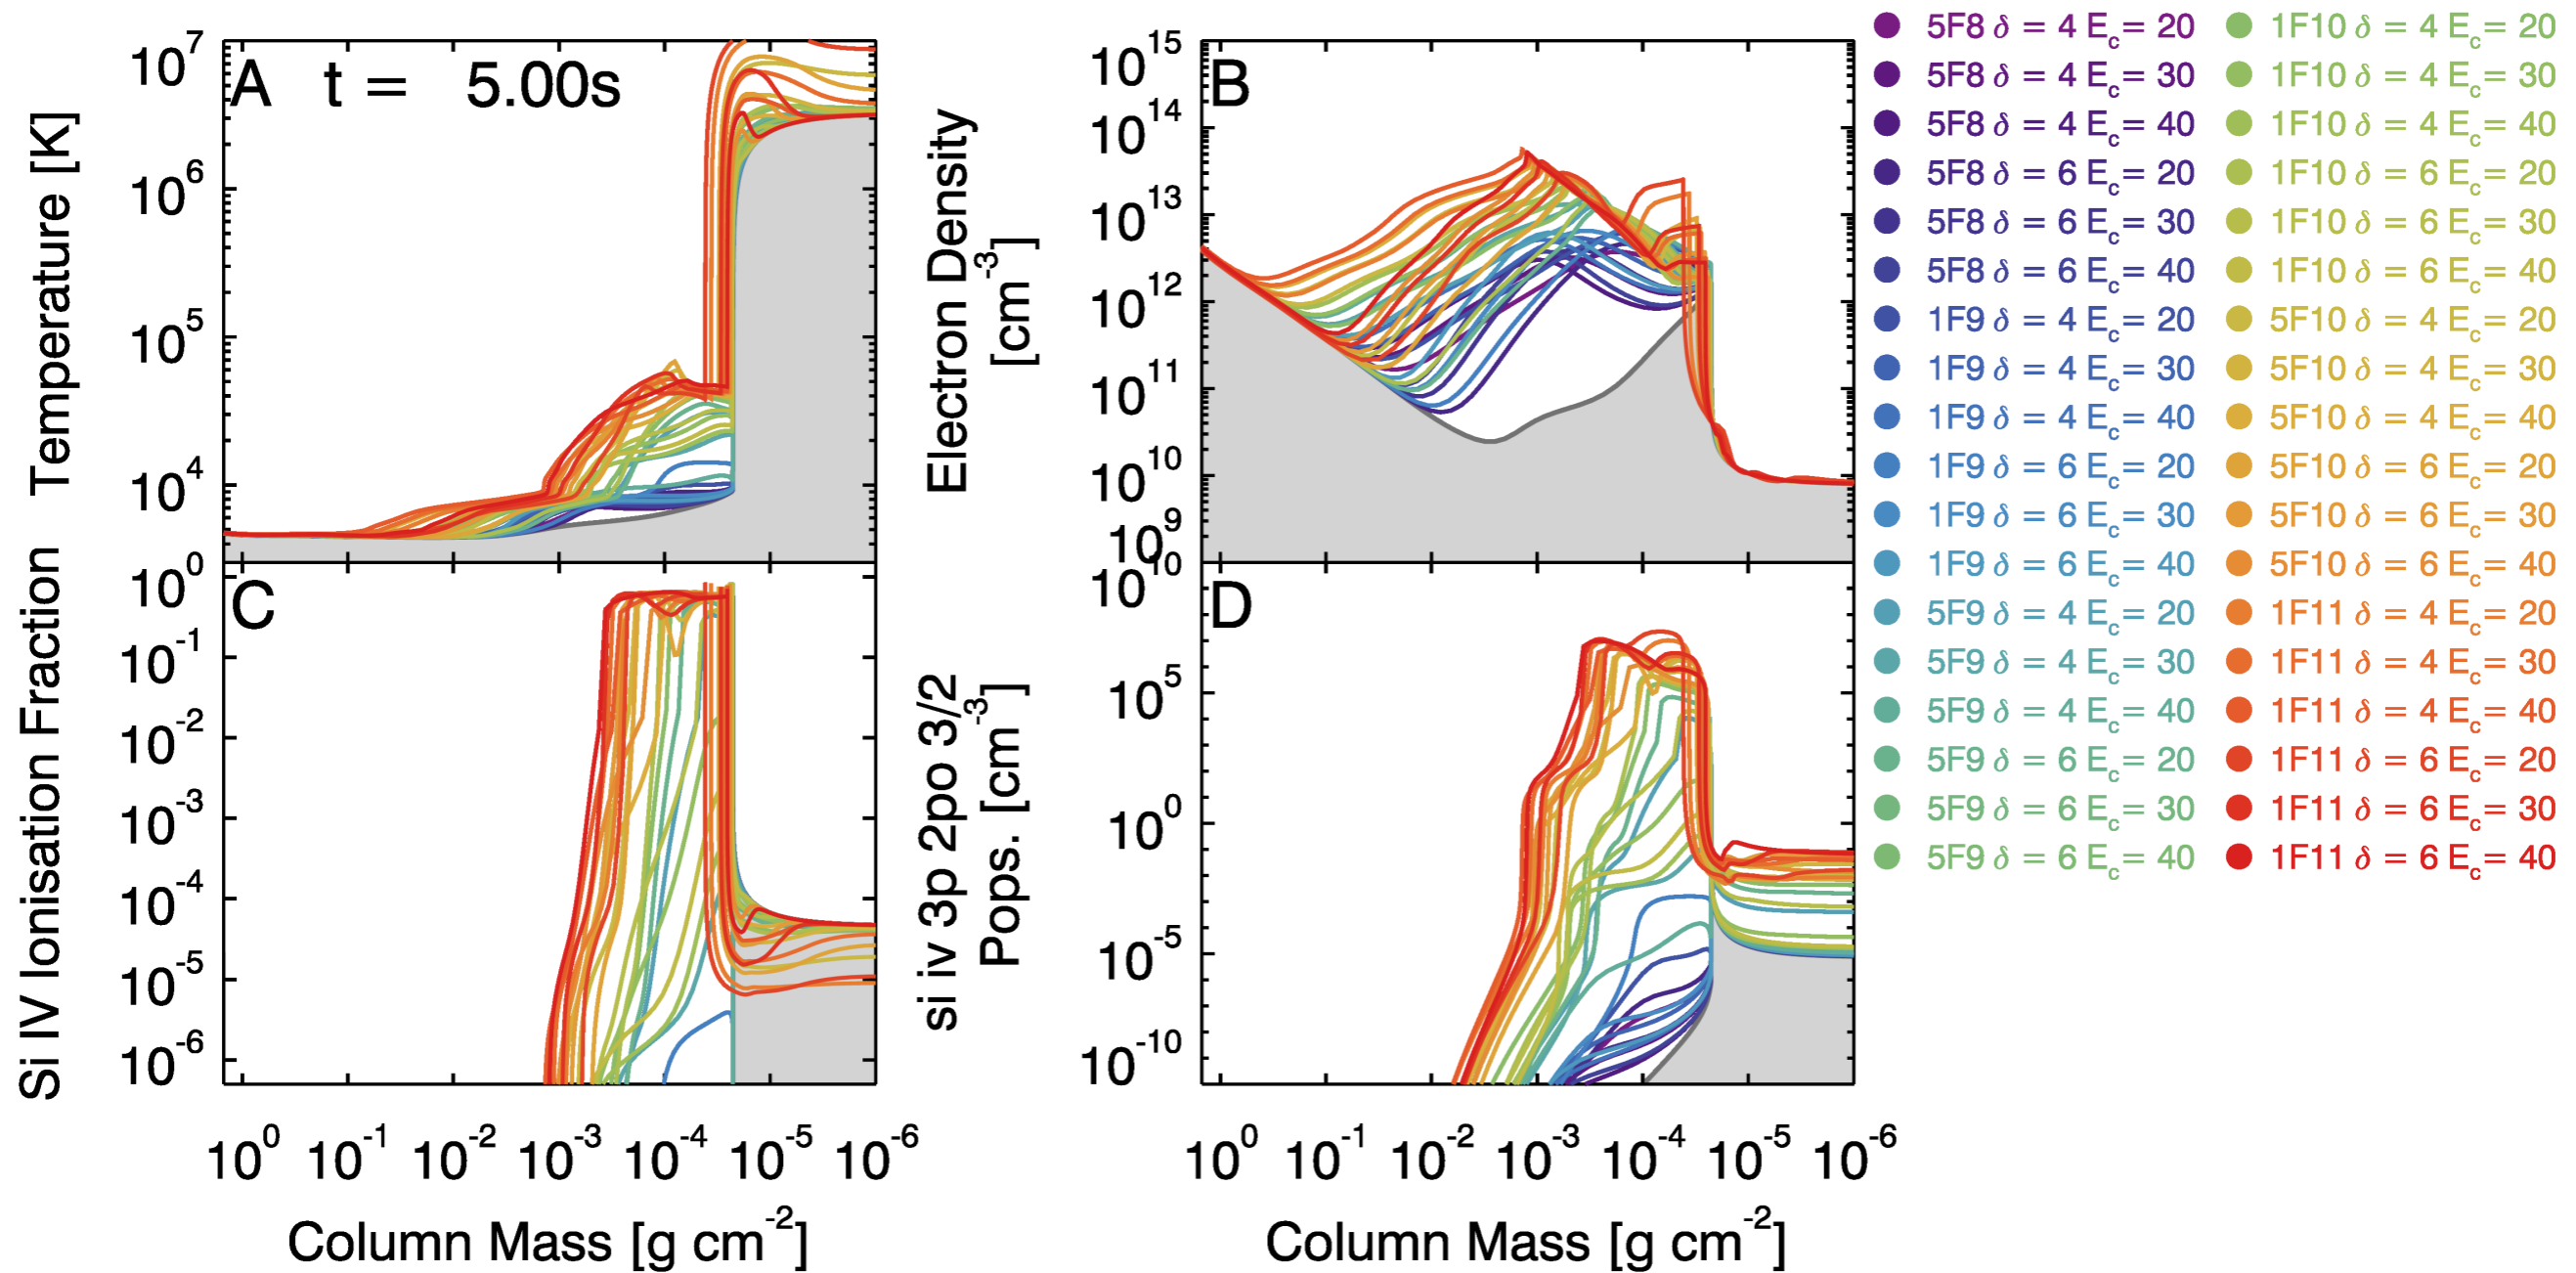 A t = 5.00s
Temperature [K]
10^7
10^6
10^5
10^4
0
B
Electron Density
[cm^-3]
10^15
10^14
10^13
10^12
10^11
10^10
10^9
C
Si IV Ionisation Fraction
10^0
10^-1
10^-2
10^-3
10^-4
10^-5
10^-6
10^0 10^-1 10^-2 10^-3 10^-4 10^-5 10^-6
Column Mass [g cm^-2]
D
si iv 3p 2po 3/2
Pops. [cm^-3]
10^10
10^5
10^0
10^-5
10^-10
10^0 10^-1 10^-2 10^-3 10^-4 10^-5 10^-6
Column Mass [g cm^-2]
5F8 δ = 4 E_c= 20
5F8 δ = 4 E_c= 30
5F8 δ = 4 E_c= 40
5F8 δ = 6 E_c= 20
5F8 δ = 6 E_c= 30
5F8 δ = 6 E_c= 40
1F9 δ = 4 E_c= 20
1F9 δ = 4 E_c= 30
1F9 δ = 4 E_c= 40
1F9 δ = 6 E_c= 20
1F9 δ = 6 E_c= 30
1F9 δ = 6 E_c= 40
5F9 δ = 4 E_c= 20
5F9 δ = 4 E_c= 30
5F9 δ = 4 E_c= 40
5F9 δ = 6 E_c= 20
5F9 δ = 6 E_c= 30
5F9 δ = 6 E_c= 40
1F10 δ = 4 E_c= 20
1F10 δ = 4 E_c= 30
1F10 δ = 4 E_c= 40
1F10 δ = 6 E_c= 20
1F10 δ = 6 E_c= 30
1F10 δ = 6 E_c= 40
5F10 δ = 4 E_c= 20
5F10 δ = 4 E_c= 30
5F10 δ = 4 E_c= 40
5F10 δ = 6 E_c= 20
5F10 δ = 6 E_c= 30
5F10 δ = 6 E_c= 40
1F11 δ = 4 E_c= 20
1F11 δ = 4 E_c= 30
1F11 δ = 4 E_c= 40
1F11 δ = 6 E_c= 20
1F11 δ = 6 E_c= 30
1F11 δ = 6 E_c= 40